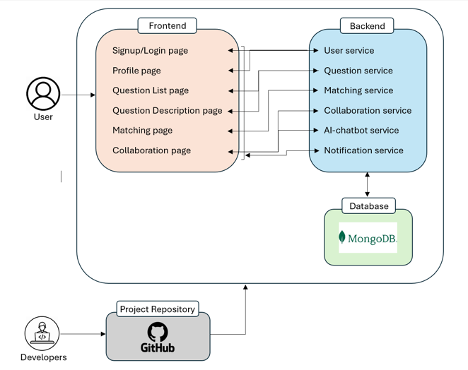 Frontend
Backend
Signup/Login page
User service
Profile page
Question service
Question List page
Matching service
Question Description page
Collaboration service
Matching page
AI-chatbot service
Collaboration page
Notification service
User
Database
MongoDB.
Project Repository
GitHub
Developers